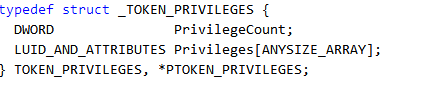 typedef struct _TOKEN_PRIVILEGES {
  DWORD               PrivilegeCount;
  LUID_AND_ATTRIBUTES Privileges[ANYSIZE_ARRAY];
} TOKEN_PRIVILEGES, *PTOKEN_PRIVILEGES;